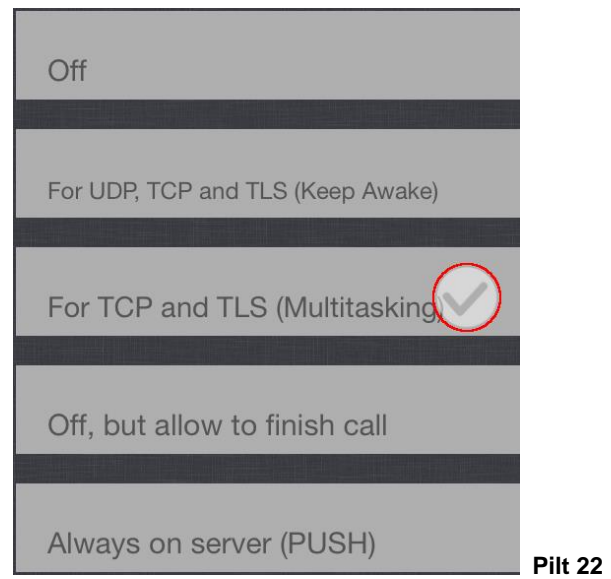 Off
For UDP, TCP and TLS (Keep Awake)
For TCP and TLS (Multitasking)
Off, but allow to finish call
Always on server (PUSH)
Pilt 22